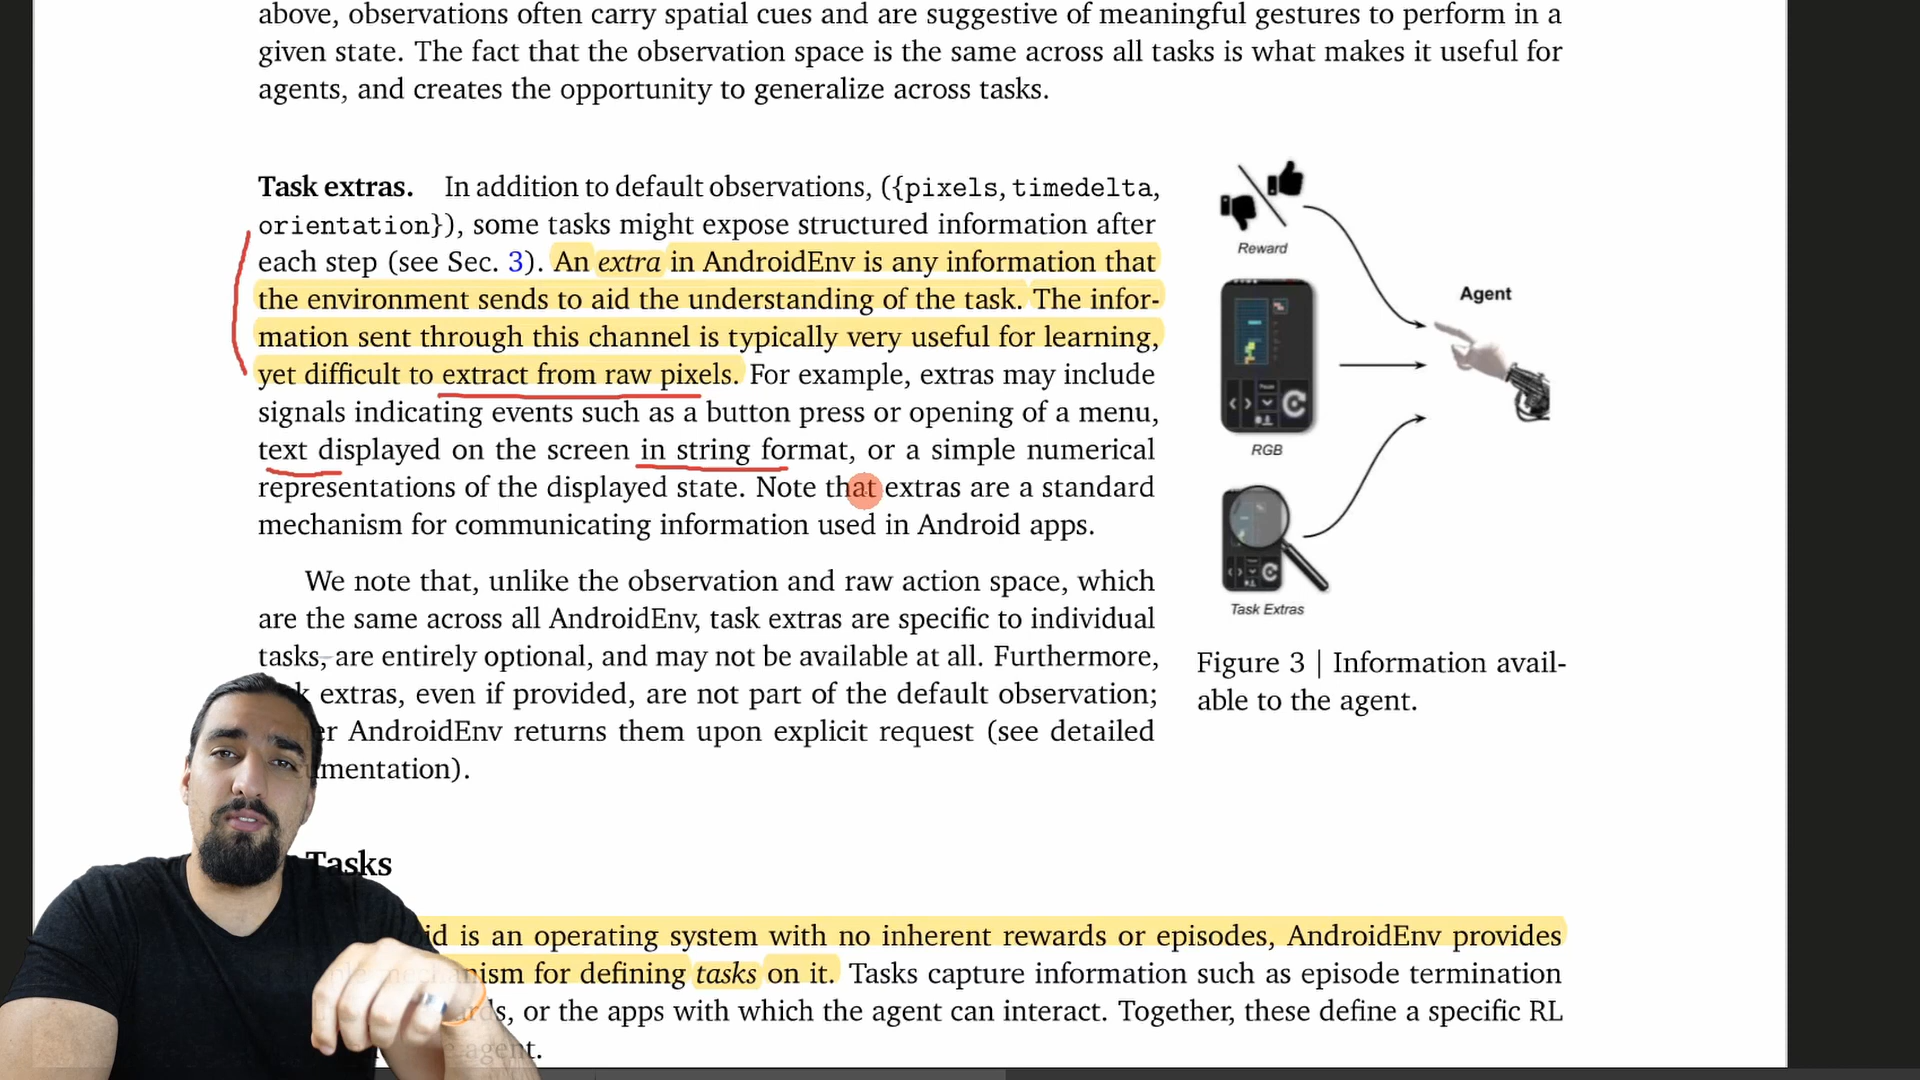 above, observations often carry spatial cues and are suggestive of meaningful gestures to perform in a
given state. The fact that the observation space is the same across all tasks is what makes it useful for
agents, and creates the opportunity to generalize across tasks.
Task extras. In addition to default observations, ({pixels, timedelta,
orientation}), some tasks might expose structured information after
each step (see Sec. 3). An extra in AndroidEnv is any information that
the environment sends to aid the understanding of the task. The infor-
mation sent through this channel is typically very useful for learning,
yet difficult to extract from raw pixels. For example, extras may include
signals indicating events such as a button press or opening of a menu,
text displayed on the screen in string format, or a simple numerical
representations of the displayed state. Note that extras are a standard
mechanism for communicating information used in Android apps.
We note that, unlike the observation and raw action space, which
are the same across all AndroidEnv, task extras are specific to individual
tasks, are entirely optional, and may not be available at all. Furthermore,
extras, even if provided, are not part of the default observation;
AndroidEnv returns them upon explicit request (see detailed
umentation).
Reward
Agent
RGB
Task Extras
Figure 3 | Information avail-
able to the agent.
Tasks
id is an operating system with no inherent rewards or episodes, AndroidEnv provides
mechanism for defining tasks on it. Tasks capture information such as episode termination
rds, or the apps with which the agent can interact. Together, these define a specific RL
agent.